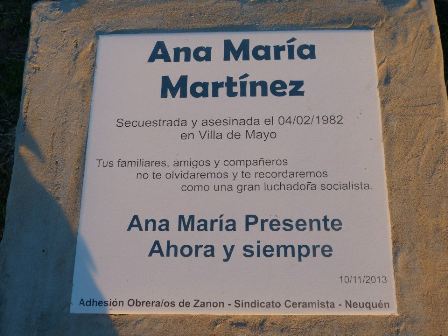 Ana María
Martínez
Secuestrada y asesinada el 04/02/1982
en Villa de Mayo
Tus familiares, amigos y compañeros
no te olvidaremos y te recordaremos
como una gran luchadora socialista.
Ana María Presente
Ahora y siempre
10/11/2013
Adhesión Obrera/os de Zanon - Sindicato Ceramista - Neuquén